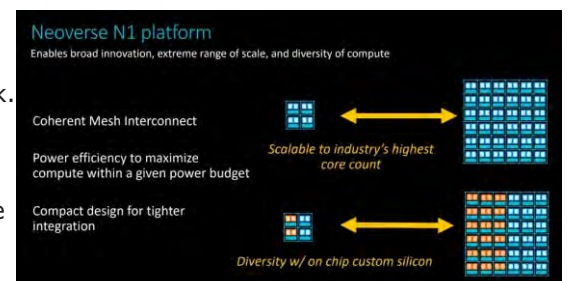 Neoverse N1 platform
Enables broad innovation, extreme range of scale, and diversity of compute
k.
Coherent Mesh Interconnect
Scalable to industry's highest
core count
Power efficiency to maximize
compute within a given power budget
e
Compact design for tighter
integration
Diversity w/ on chip custom silicon